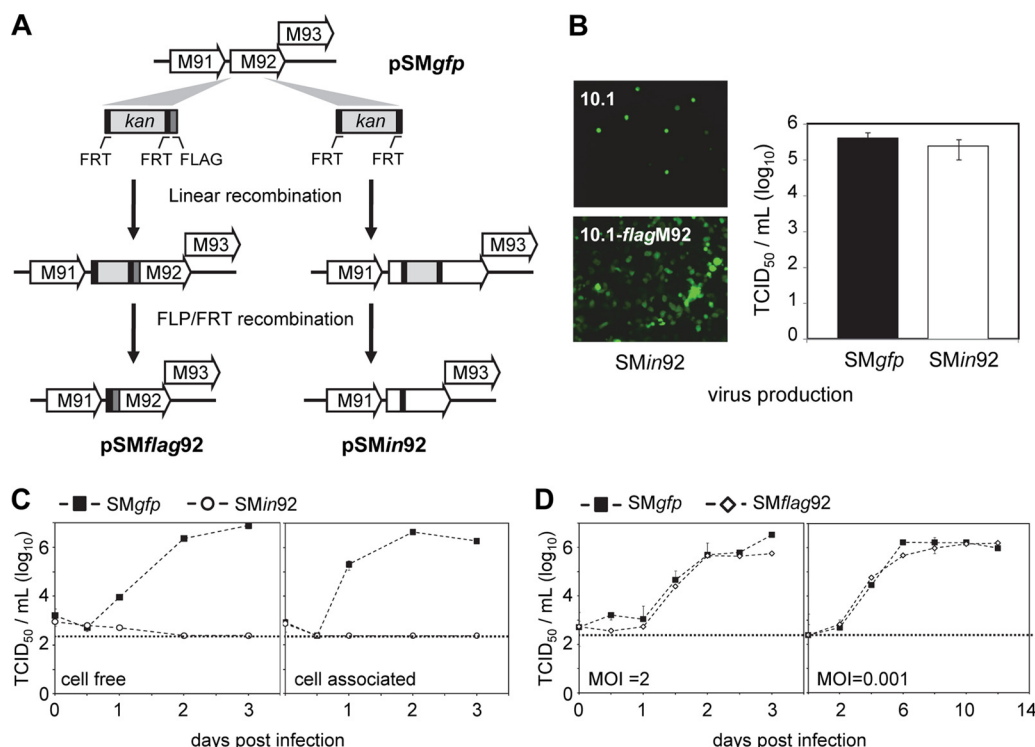 A
M93
M91 M92
pSMgfp
kan kan
FRT FRT FLAG FRT FRT
Linear recombination
M93 M93
M91 M92 M91
FLP/FRT recombination
M93 M93
M91 M92 M91
pSMflag92 pSMin92
B
10.1
10.1-flagM92
SMin92
TCID50 / mL (log10)
6
5
4
3
2
1
0
SMgfp SMin92
virus production
C
SMgfp SMin92
TCID50 / mL (log10)
6
4
2
0
cell free cell associated
0 1 2 3 1 2 3
days post infection
D
SMgfp SMflag92
TCID50 / mL (log10)
6
4
2
0
MOI =2 MOI=0.001
0 1 2 3 2 6 10 14
days post infection